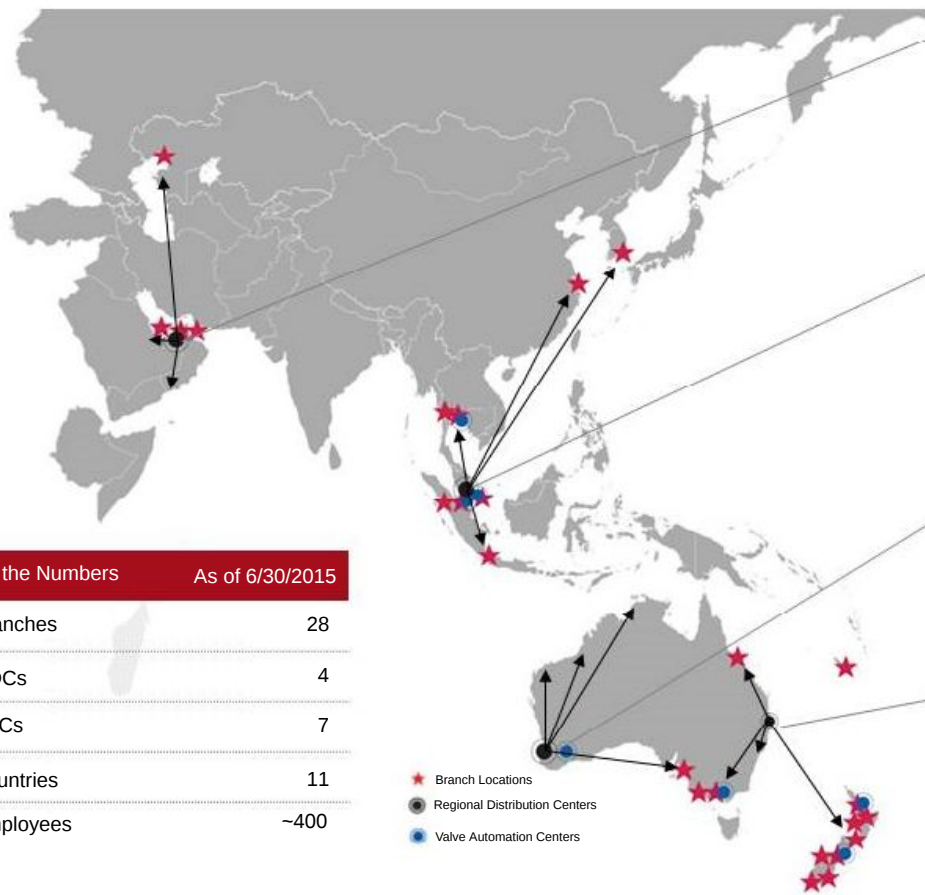 the Numbers As of 6/30/2015
anches 28
Cs 4
Cs 7
untries 11
ployees ~400
Branch Locations
Regional Distribution Centers
Valve Automation Centers